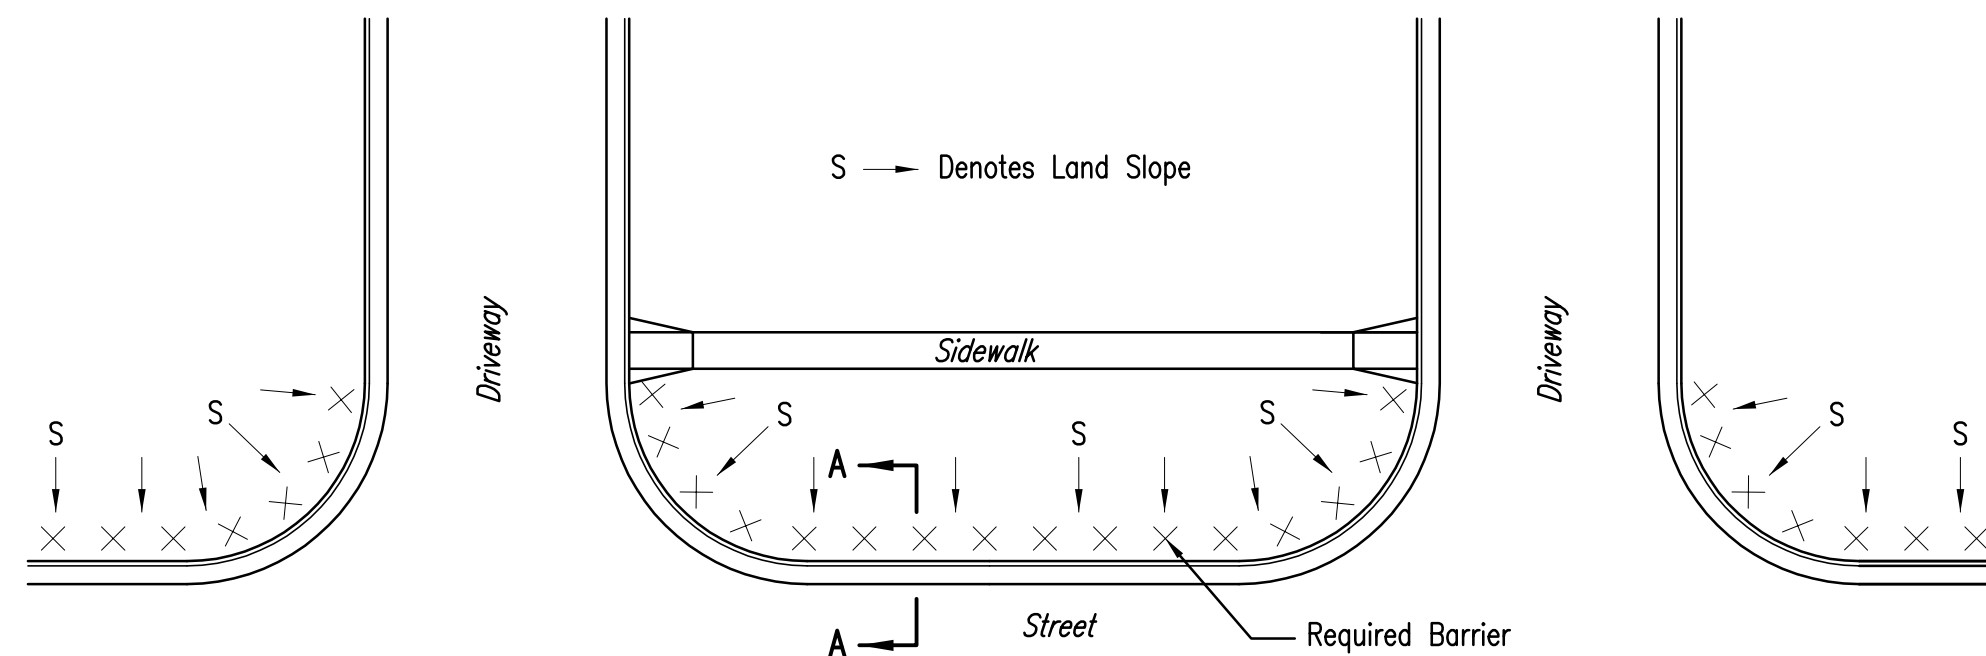 S Denotes Land Slope
Driveway
Driveway
Sidewalk
S
S
S
S
S
S
S
A
Street
A
Required Barrier